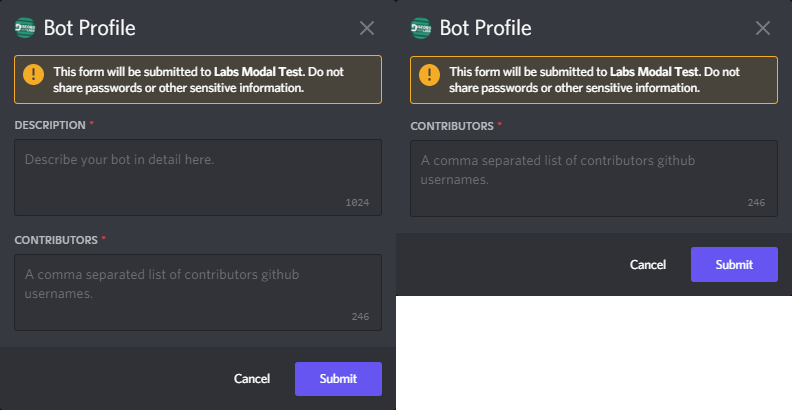 Bot Profile
This form will be submitted to Labs Modal Test. Do not
share passwords or other sensitive information.
DESCRIPTION *
Describe your bot in detail here.
1024
CONTRIBUTORS *
A comma separated list of contributors github
usernames.
246
Cancel
Submit
Bot Profile
This form will be submitted to Labs Modal Test. Do not
share passwords or other sensitive information.
CONTRIBUTORS *
A comma separated list of contributors github
usernames.
246
Cancel
Submit